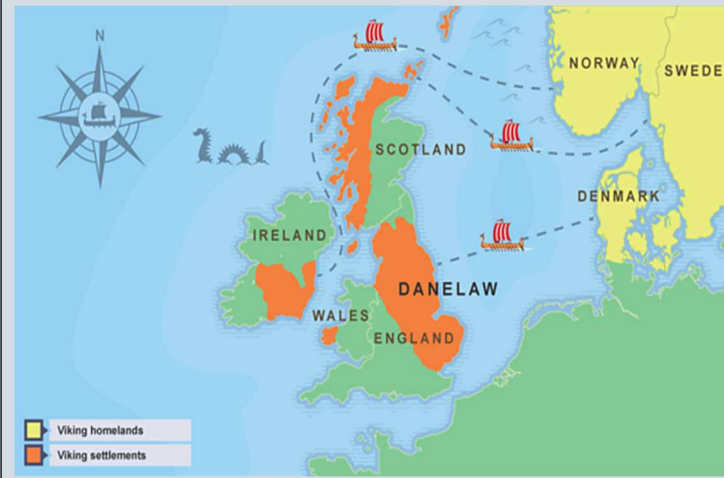 N
NORWAY
SWEDE
SCOTLAND
DENMARK
IRELAND
DANELAW
WALES
ENGLAND
Viking homelands
Viking settlements